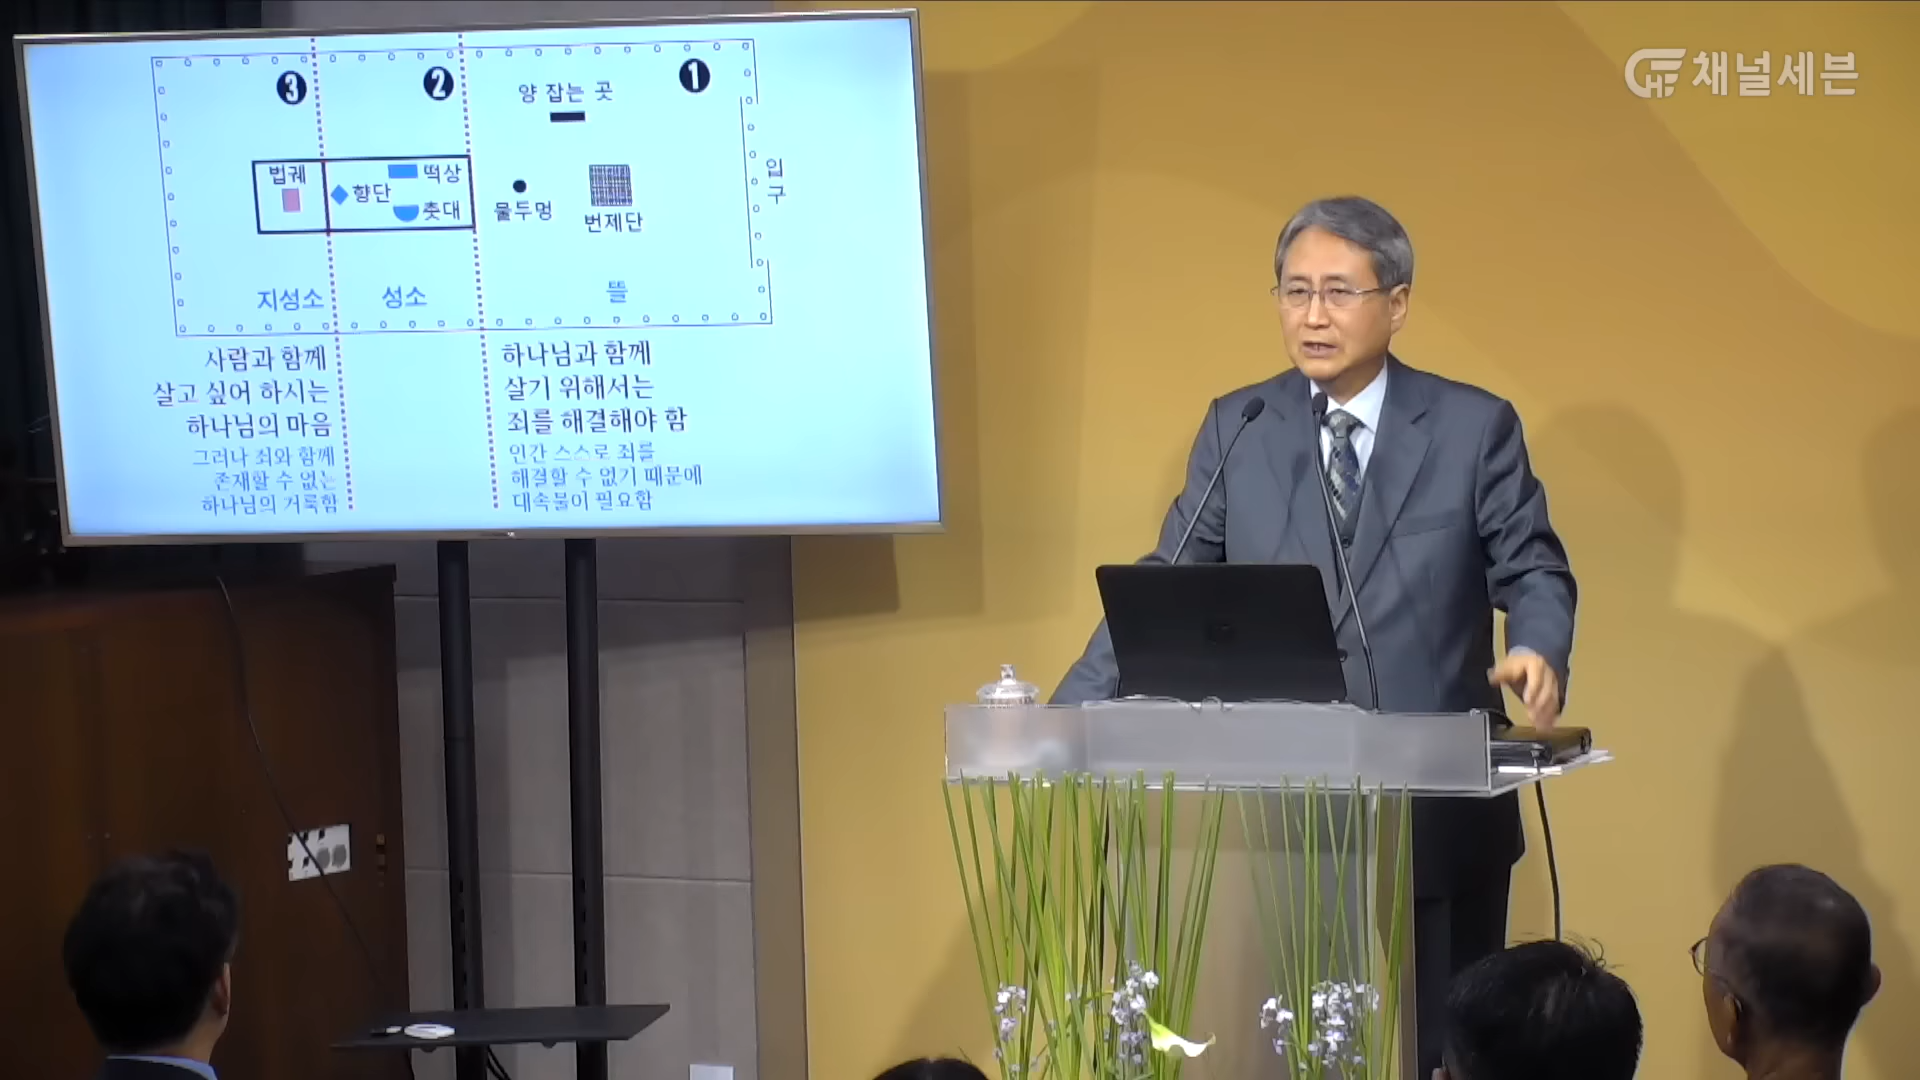 채널세븐
❸
❷
❶
양 잡는 곳
입구
법궤
향단
떡상
촛대
물두멍
번제단
지성소
성소
뜰
사람과 함께
살고 싶어 하시는
하나님의 마음
그러나 죄와 함께
존재할 수 없는
하나님의 거룩함
하나님과 함께
살기 위해서는
죄를 해결해야 함
인간 스스로 죄를
해결할 수 없기 때문에
대속물이 필요함